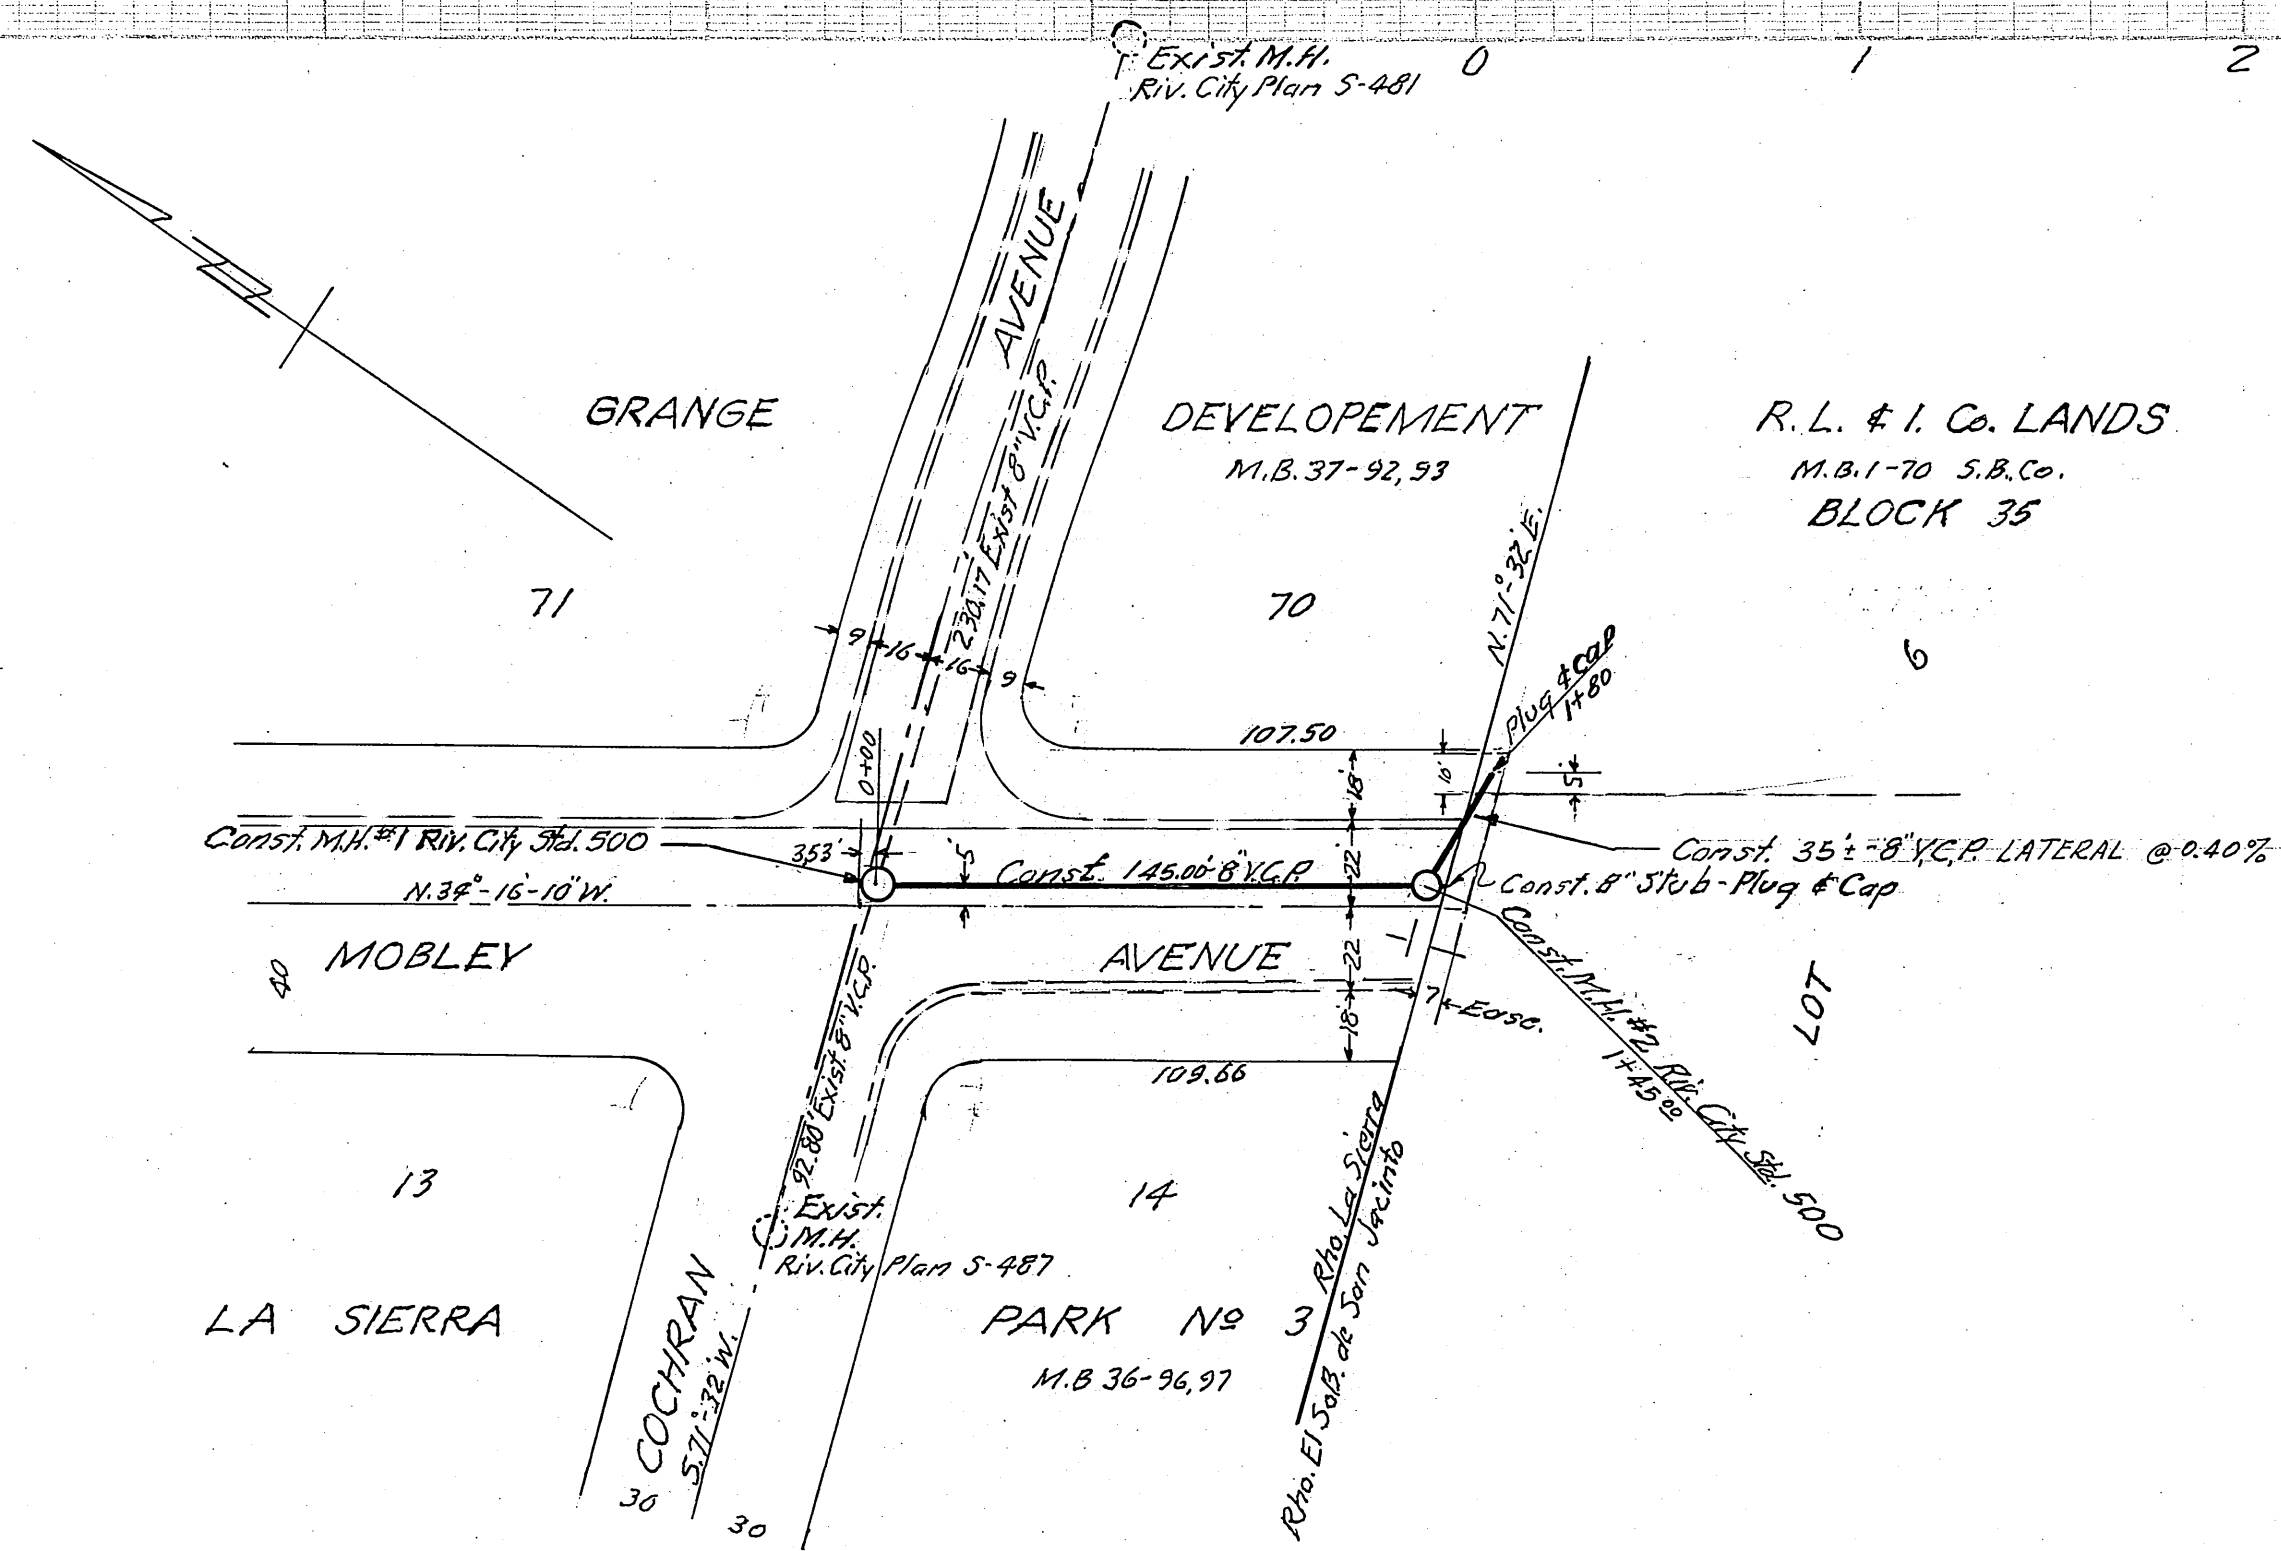 Exist. M.H.
Riv. City Plan S-481
0
1
2
AVENUE
230.17 Exist 8" V.C.P.
GRANGE
DEVELOPEMENT
M.B. 37-92, 93
R. L. & I. Co. LANDS
M.B. 1-70 S.B. Co.
BLOCK 35
N. 71°-32' E.
71
70
6
9
16
16
9
Plug & Cap
1+80
107.50
0+00
18'
10'
5'
Const. M.H. #1 Riv. City Std. 500
3.53'
5'
Const. 145.00' 8" V.C.P.
22'
Const. 35'± - 8" V.C.P. LATERAL @ 0.40%
Const. 8" Stub - Plug & Cap
N. 34°-16'-10" W.
MOBLEY
AVENUE
40
22
7
Ease.
18'
Const. M.H. #2 Riv. City Std. 500
1+45.00
LOT
109.66
92.80' Exist. 8" V.C.P.
13
14
Exist.
M.H.
Riv. City Plan S-487
Rho. La Sierra
Rho. El Sob. de San Jacinto
LA SIERRA
PARK Nº 3
M.B 36-96, 97
COCHRAN
S. 71°-32' W.
30
30